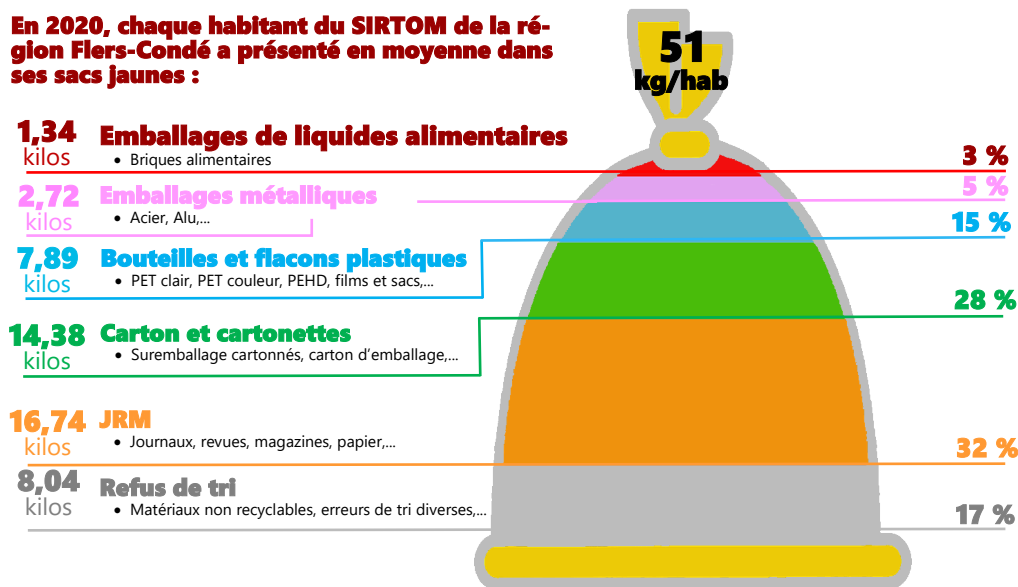 En 2020, chaque habitant du SIRTOM de la ré-
gion Flers-Condé a présenté en moyenne dans
ses sacs jaunes :
51
kg/hab
1,34
kilos
Emballages de liquides alimentaires
• Briques alimentaires
3 %
2,72
kilos
Emballages métalliques
• Acier, Alu,...
5 %
7,89
kilos
Bouteilles et flacons plastiques
• PET clair, PET couleur, PEHD, films et sacs,...
15 %
14,38
kilos
Carton et cartonettes
• Suremballage cartonnés, carton d'emballage,...
28 %
16,74
kilos
JRM
• Journaux, revues, magazines, papier,...
32 %
8,04
kilos
Refus de tri
• Matériaux non recyclables, erreurs de tri diverses,...
17 %